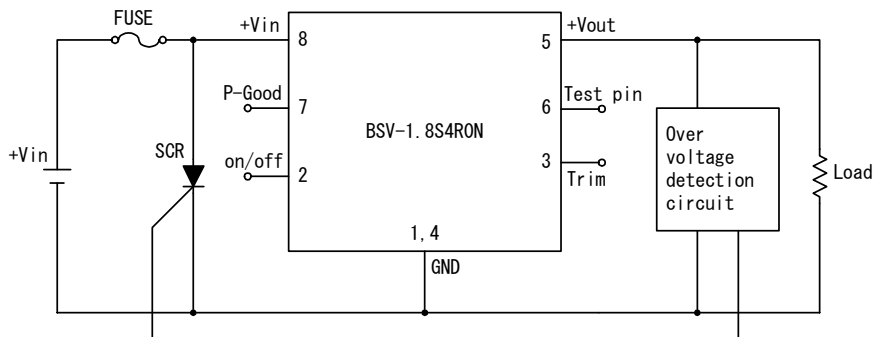 FUSE
+Vin
8
5
+Vout
P-Good
7
6
Test pin
BSV-1.8S4R0N
+Vin
SCR
on/off
2
3
Trim
Over
voltage
detection
circuit
Load
1,4
GND